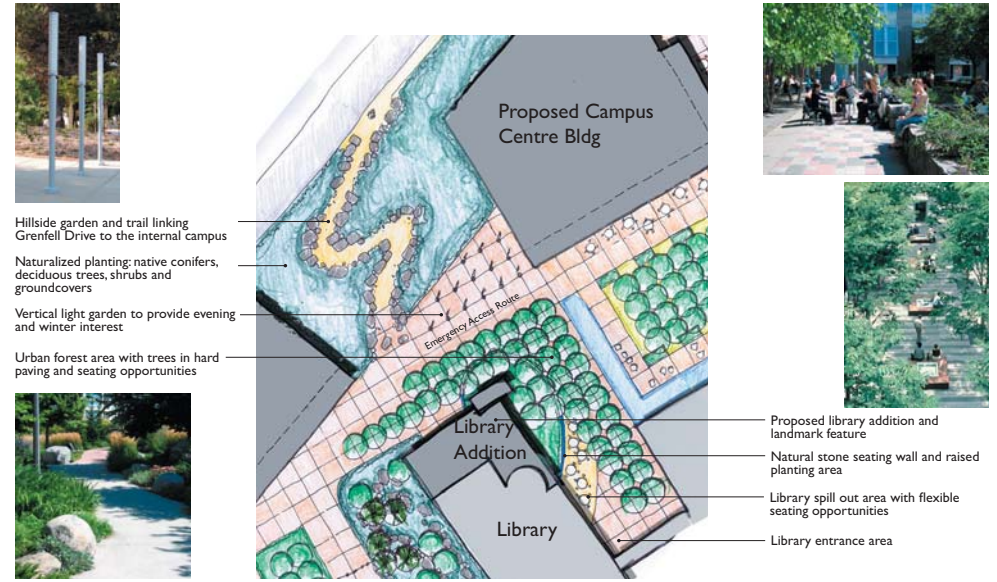 Proposed Campus
Centre Bldg
Hillside garden and trail linking
Grenfell Drive to the internal campus
Naturalized planting: native conifers,
deciduous trees, shrubs and
groundcovers
Vertical light garden to provide evening
and winter interest
Urban forest area with trees in hard
paving and seating opportunities
Emergency Access Route
Library
Addition
Library
Proposed library addition and
landmark feature
Natural stone seating wall and raised
planting area
Library spill out area with flexible
seating opportunities
Library entrance area